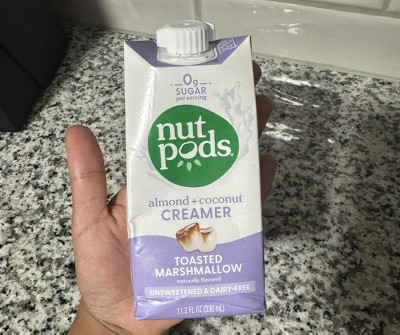 0g
SUGAR
per serving
nut
pods.
almond + coconut
CREAMER
TOASTED
MARSHMALLOW
naturally flavored
UNSWEETENED & DAIRY-FREE
11.2 FL OZ (330 mL)